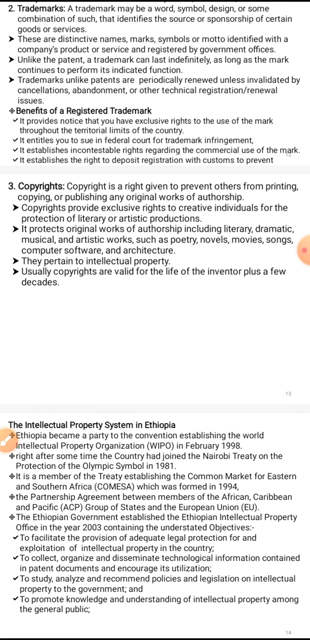 2. Trademarks: A trademark may be a word, symbol, design, or some
combination of such, that identifies the source or sponsorship of certain
goods or services.
➤ These are distinctive names, marks, symbols or motto identified with a
company's product or service and registered by government offices.
➤ Unlike the patent, a trademark can last indefinitely, as long as the mark
continues to perform its indicated function.
➤ Trademarks unlike patents are periodically renewed unless invalidated by
cancellations, abandonment, or other technical registration/renewal
issues.
❖Benefits of a Registered Trademark
✓It provides notice that you have exclusive rights to the use of the mark
throughout the territorial limits of the country.
✓It entitles you to sue in federal court for trademark infringement,
✓It establishes incontestable rights regarding the commercial use of the mark.
✓It establishes the right to deposit registration with customs to prevent
3. Copyrights: Copyright is a right given to prevent others from printing,
copying, or publishing any original works of authorship.
➤ Copyrights provide exclusive rights to creative individuals for the
protection of literary or artistic productions.
➤ It protects original works of authorship including literary, dramatic,
musical, and artistic works, such as poetry, novels, movies, songs,
computer software, and architecture.
➤ They pertain to intellectual property.
➤ Usually copyrights are valid for the life of the inventor plus a few
decades.
13
The Intellectual Property System in Ethiopia
❖Ethiopia became a party to the convention establishing the world
Intellectual Property Organization (WIPO) in February 1998.
❖right after some time the Country had joined the Nairobi Treaty on the
Protection of the Olympic Symbol in 1981.
❖It is a member of the Treaty establishing the Common Market for Eastern
and Southern Africa (COMESA) which was formed in 1994,
❖the Partnership Agreement between members of the African, Caribbean
and Pacific (ACP) Group of States and the European Union (EU).
❖The Ethiopian Government established the Ethiopian Intellectual Property
Office in the year 2003 containing the understated Objectives:-
✓To facilitate the provision of adequate legal protection for and
exploitation of intellectual property in the country;
✓To collect, organize and disseminate technological information contained
in patent documents and encourage its utilization;
✓To study, analyze and recommend policies and legislation on intellectual
property to the government; and
✓To promote knowledge and understanding of intellectual property among
the general public;
14